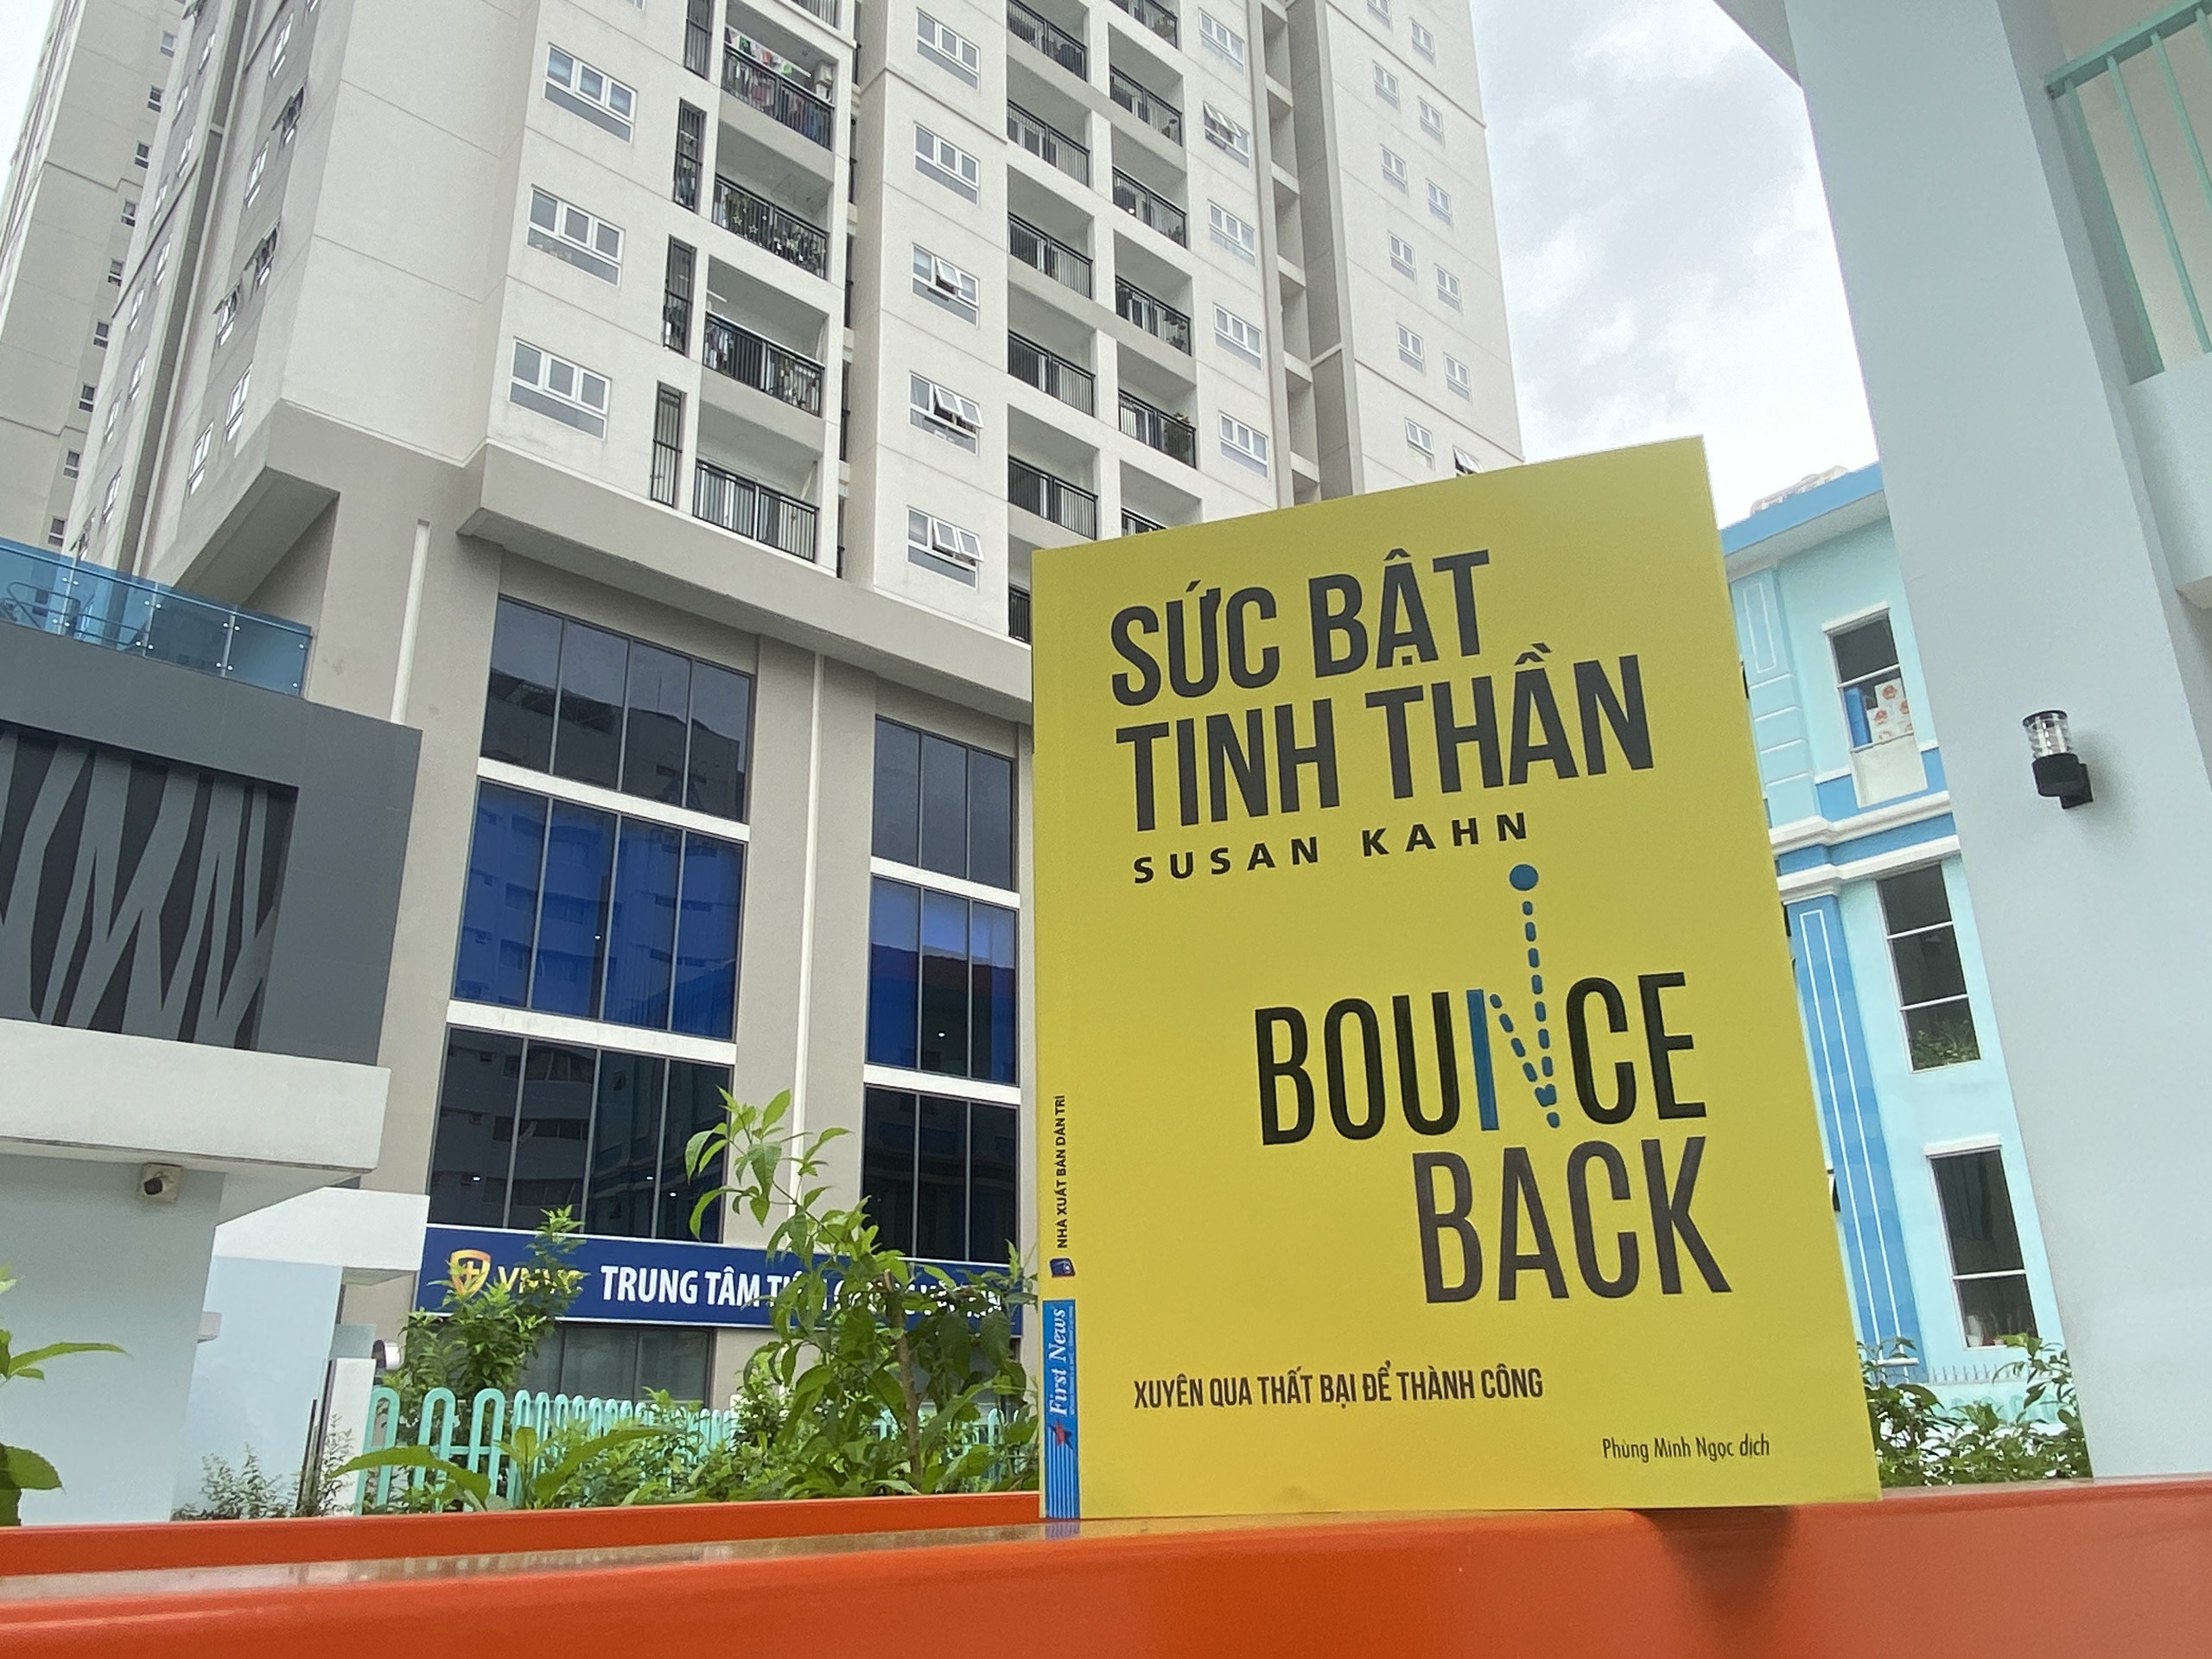 SỨC BẬT
TINH THẦN
SUSAN KAHN
BOUNCE
BACK
XUYÊN QUA THẤT BẠI ĐỂ THÀNH CÔNG
Phùng Minh Ngọc dịch
NHÀ XUẤT BẢN DÂN TRÍ
First News
VNVC TRUNG TÂM